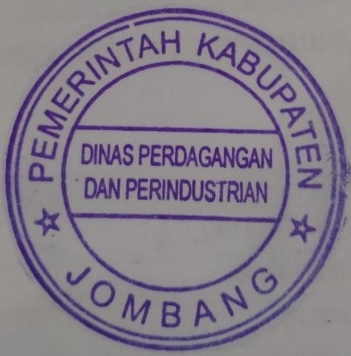 PEMERINTAH KABUPATEN
DINAS PERDAGANGAN
DAN PERINDUSTRIAN
JOMBANG